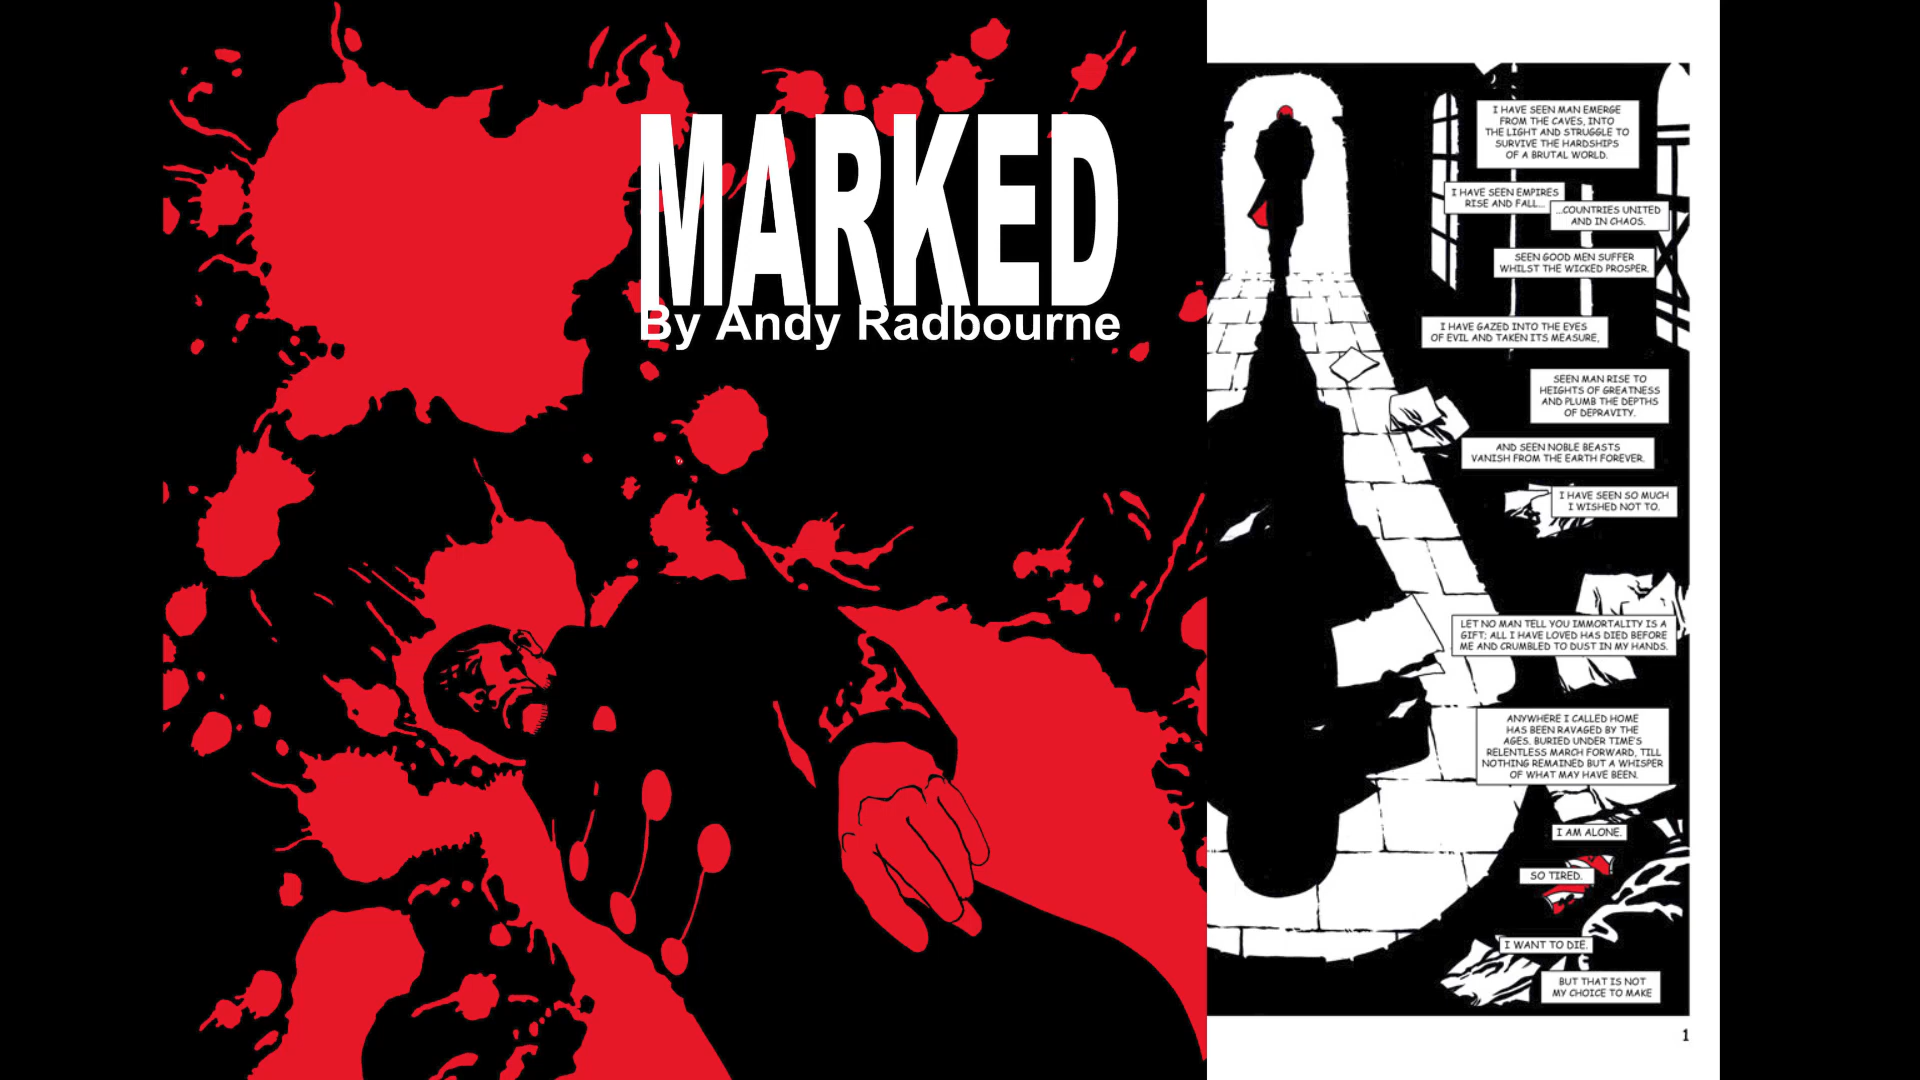 MARKED
By Andy Radbourne
I HAVE SEEN MAN EMERGE
FROM THE CAVES, INTO
THE LIGHT AND STRUGGLE TO
SURVIVE THE HARDSHIPS
OF A BRUTAL WORLD.
I HAVE SEEN EMPIRES
RISE AND FALL...
...COUNTRIES UNITED
AND IN CHAOS.
SEEN GOOD MEN SUFFER
WHILST THE WICKED PROSPER.
I HAVE GAZED INTO THE EYES
OF EVIL AND TAKEN ITS MEASURE,
SEEN MAN RISE TO
HEIGHTS OF GREATNESS
AND PLUMB THE DEPTHS
OF DEPRAVITY.
AND SEEN NOBLE BEASTS
VANISH FROM THE EARTH FOREVER.
I HAVE SEEN SO MUCH
I WISHED NOT TO.
LET NO MAN TELL YOU IMMORTALITY IS A
GIFT; ALL I HAVE LOVED HAS DIED BEFORE
ME AND CRUMBLED TO DUST IN MY HANDS.
ANYWHERE I CALLED HOME
HAS BEEN RAVAGED BY THE
AGES. BURIED UNDER TIME'S
RELENTLESS MARCH FORWARD, TILL
NOTHING REMAINED BUT A WHISPER
OF WHAT MAY HAVE BEEN.
I AM ALONE.
SO TIRED.
I WANT TO DIE.
BUT THAT IS NOT
MY CHOICE TO MAKE
1